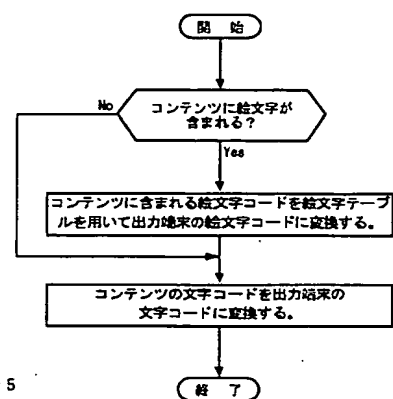 開 始
コンテンツに絵文字が
含まれる？
No
Yes
コンテンツに含まれる絵文字コードを絵文字テーブ
ルを用いて出力端末の絵文字コードに変換する。
コンテンツの文字コードを出力端末の
文字コードに変換する。
5
終 了